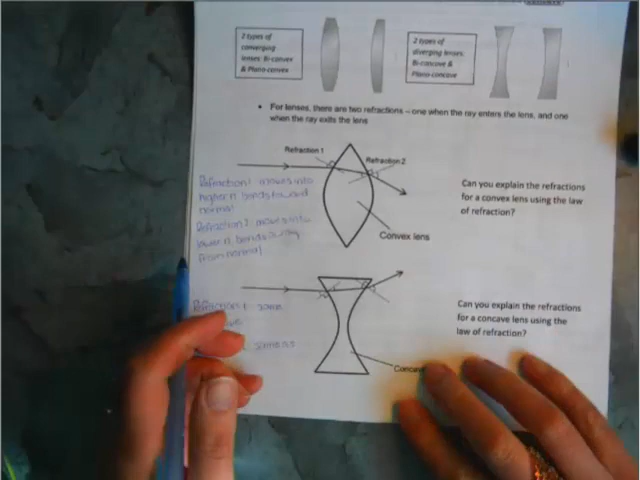 2 types of
converging
lenses: Bi-convex
& Plano-convex
2 types of
diverging lenses:
Bi-concave &
Plano-concave
• For lenses, there are two refractions – one when the ray enters the lens, and one
when the ray exits the lens
Refraction 1
Refraction 2
Refraction 1 moves into
higher n bends toward
normal
Refraction 2 moves into
lower n bends away
from normal
Can you explain the refractions
for a convex lens using the law
of refraction?
Convex lens
Refraction 1 same
Can you explain the refractions
for a concave lens using the
law of refraction?